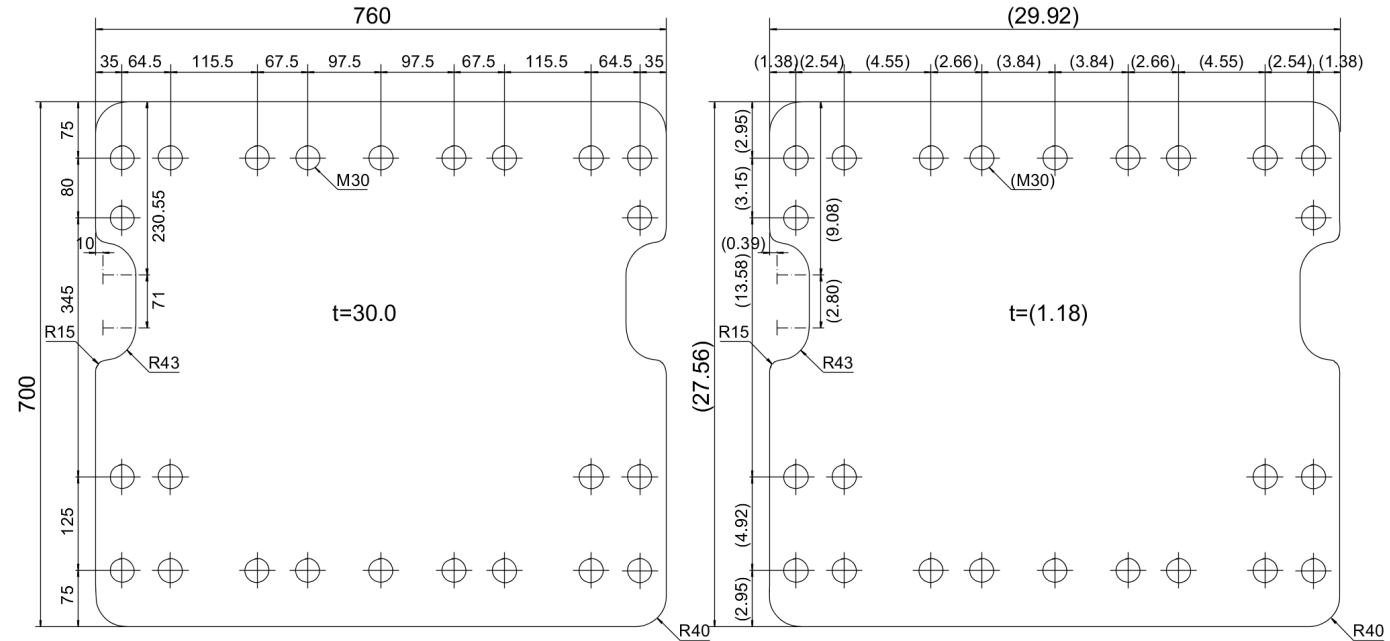 760
(29.92)
35 64.5 115.5 67.5 97.5 97.5 67.5 115.5 64.5 35
(1.38) (2.54) (4.55) (2.66) (3.84) (3.84) (2.66) (4.55) (2.54) (1.38)
75
(2.95)
M30
(M30)
80
(3.15)
230.55
(9.08)
10
(0.39)
345
(13.58)
71
(2.80)
t=30.0
t=(1.18)
R15
R15
R43
R43
700
(27.56)
125
(4.92)
75
(2.95)
R40
R40